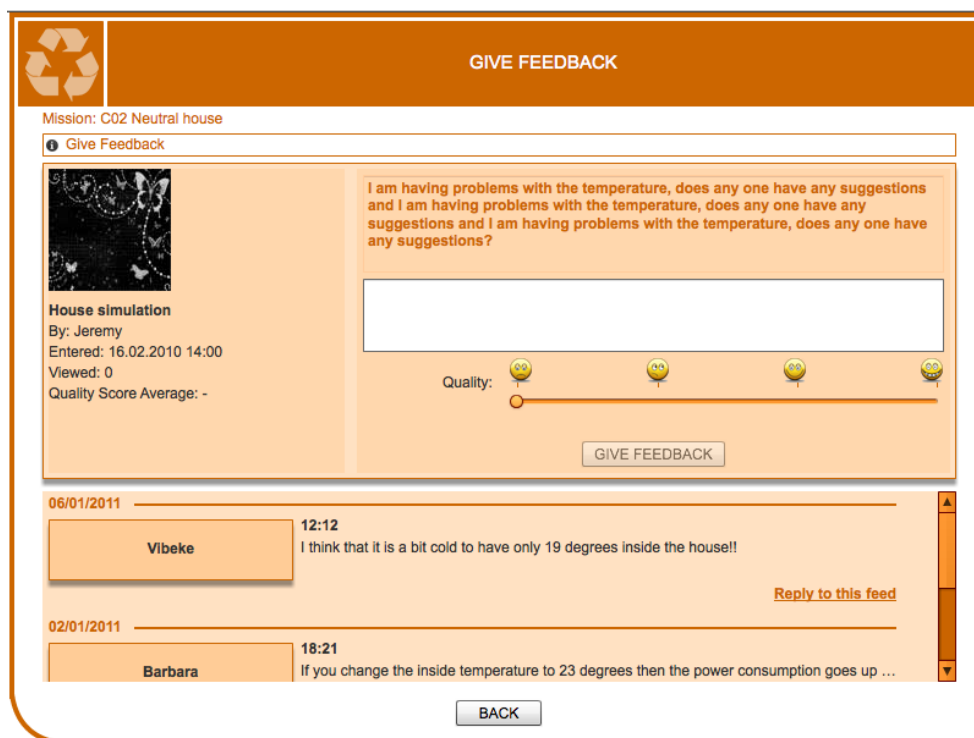 GIVE FEEDBACK
Mission: C02 Neutral house
Give Feedback
I am having problems with the temperature, does any one have any suggestions
and I am having problems with the temperature, does any one have any
suggestions and I am having problems with the temperature, does any one have
any suggestions?
House simulation
By: Jeremy
Entered: 16.02.2010 14:00
Viewed: 0
Quality Score Average: -
Quality:
GIVE FEEDBACK
06/01/2011
12:12
Vibeke
I think that it is a bit cold to have only 19 degrees inside the house!!
Reply to this feed
02/01/2011
18:21
Barbara
If you change the inside temperature to 23 degrees then the power consumption goes up ...
BACK